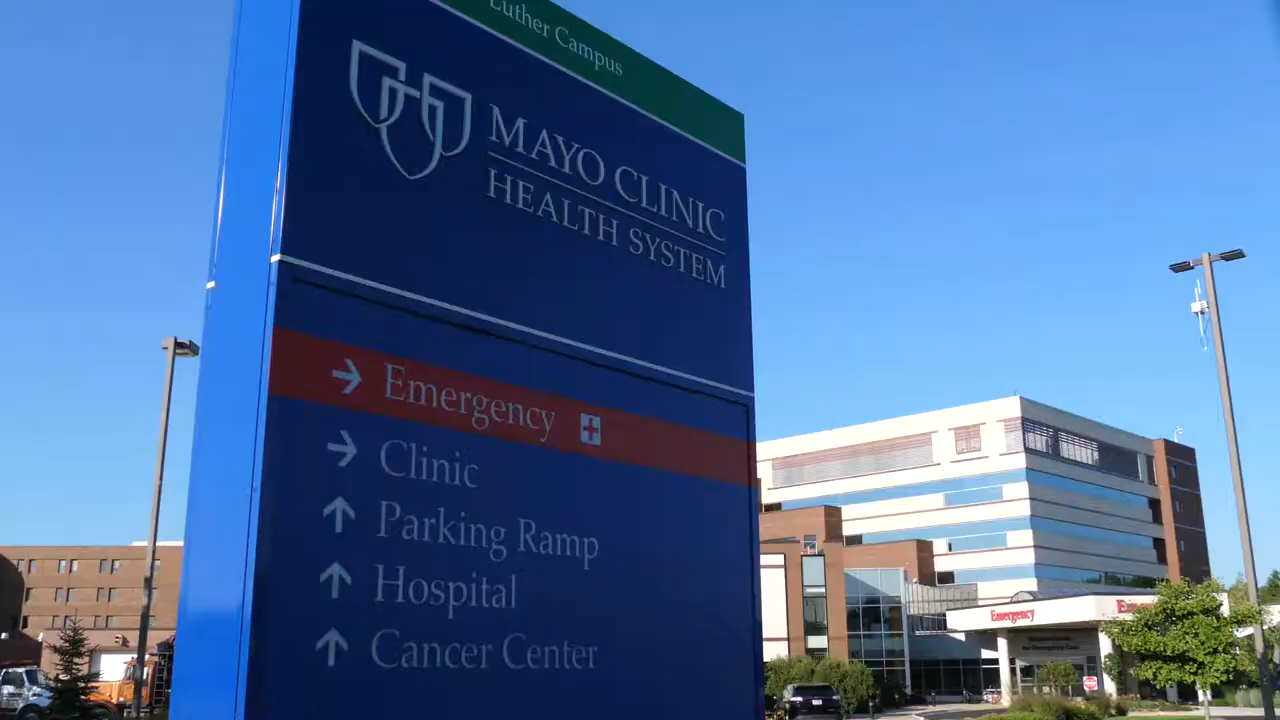 Luther Campus
MAYO CLINIC
HEALTH SYSTEM
→ Emergency
→ Clinic
↑ Parking Ramp
↑ Hospital
↑ Cancer Center
Emergency